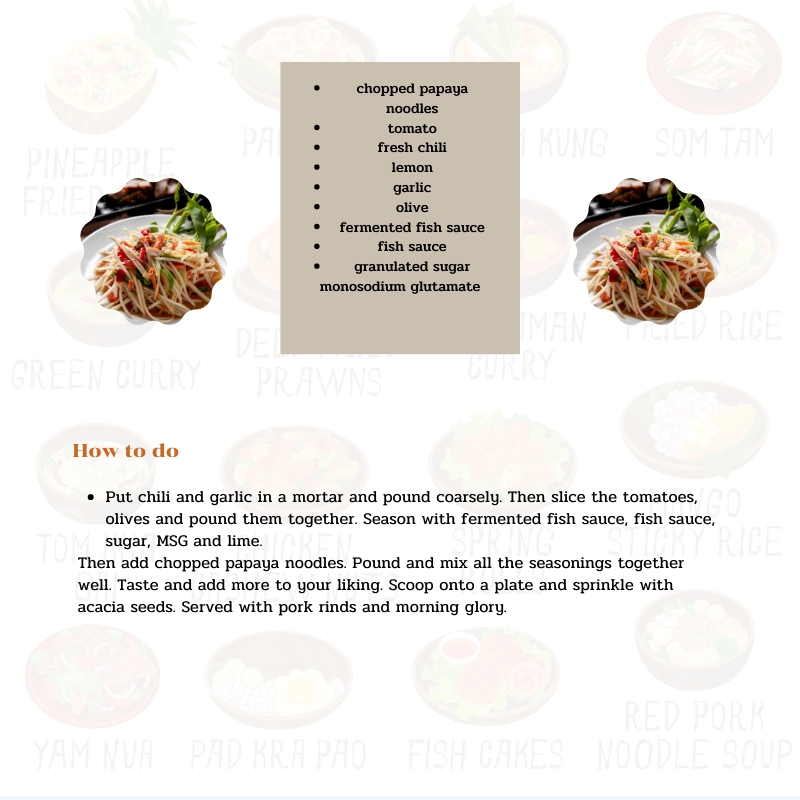 PINEAPPLE
FRIED
PA
KUNG
SOM TAM
• chopped papaya
noodles
• tomato
• fresh chili
• lemon
• garlic
• olive
• fermented fish sauce
• fish sauce
• granulated sugar
monosodium glutamate
GREEN CURRY
DEEP FRIED
PRAWNS
MAN
CURRY
FRIED RICE
How to do
• Put chili and garlic in a mortar and pound coarsely. Then slice the tomatoes,
olives and pound them together. Season with fermented fish sauce, fish sauce,
sugar, MSG and lime.
Then add chopped papaya noodles. Pound and mix all the seasonings together
well. Taste and add more to your liking. Scoop onto a plate and sprinkle with
acacia seeds. Served with pork rinds and morning glory.
TOM
CHICKEN
SPRING
MANGO
STICKY RICE
YAM NUA
PAD KRA PAO
FISH CAKES
RED PORK
NOODLE SOUP